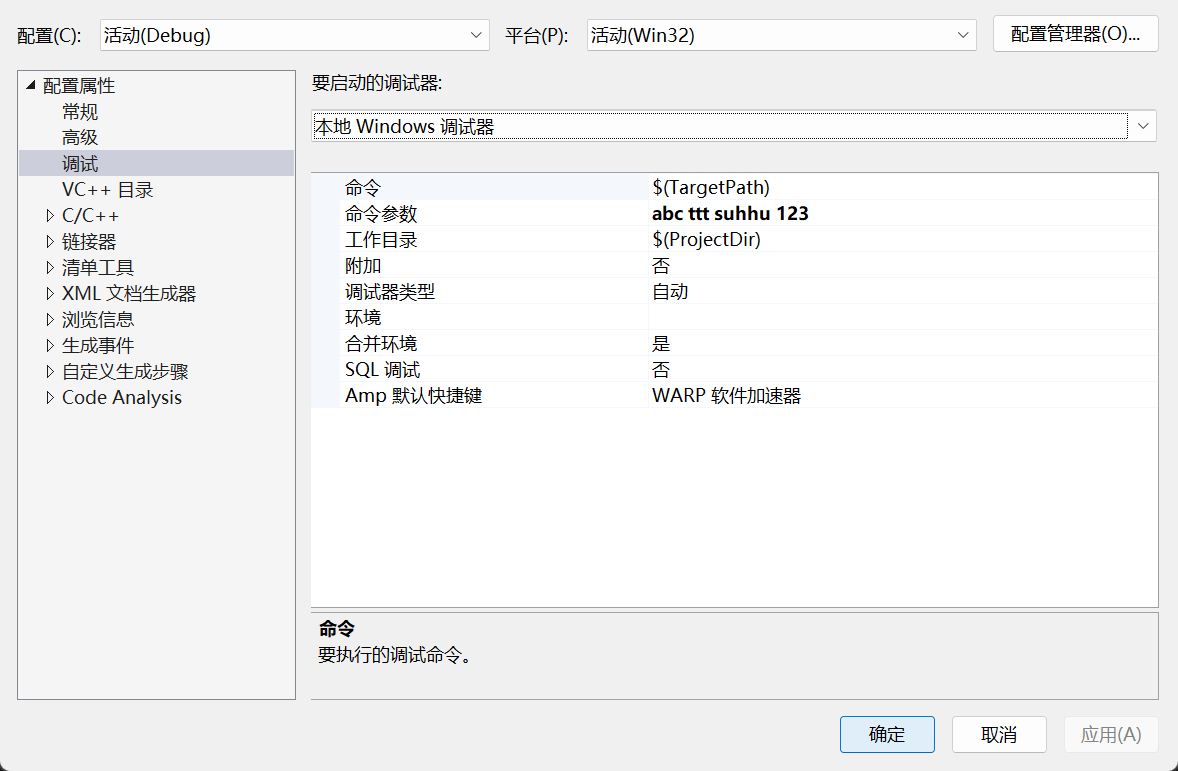 配置(C): 活动(Debug) 平台(P): 活动(Win32) 配置管理器(O)...
配置属性
常规
高级
调试
VC++ 目录
C/C++
链接器
清单工具
XML 文档生成器
浏览信息
生成事件
自定义生成步骤
Code Analysis
要启动的调试器:
本地 Windows 调试器
命令 $(TargetPath)
命令参数 abc ttt suhhu 123
工作目录 $(ProjectDir)
附加 否
调试器类型 自动
环境
合并环境 是
SQL 调试 否
Amp 默认快捷键 WARP 软件加速器
命令
要执行的调试命令。
确定 取消 应用(A)